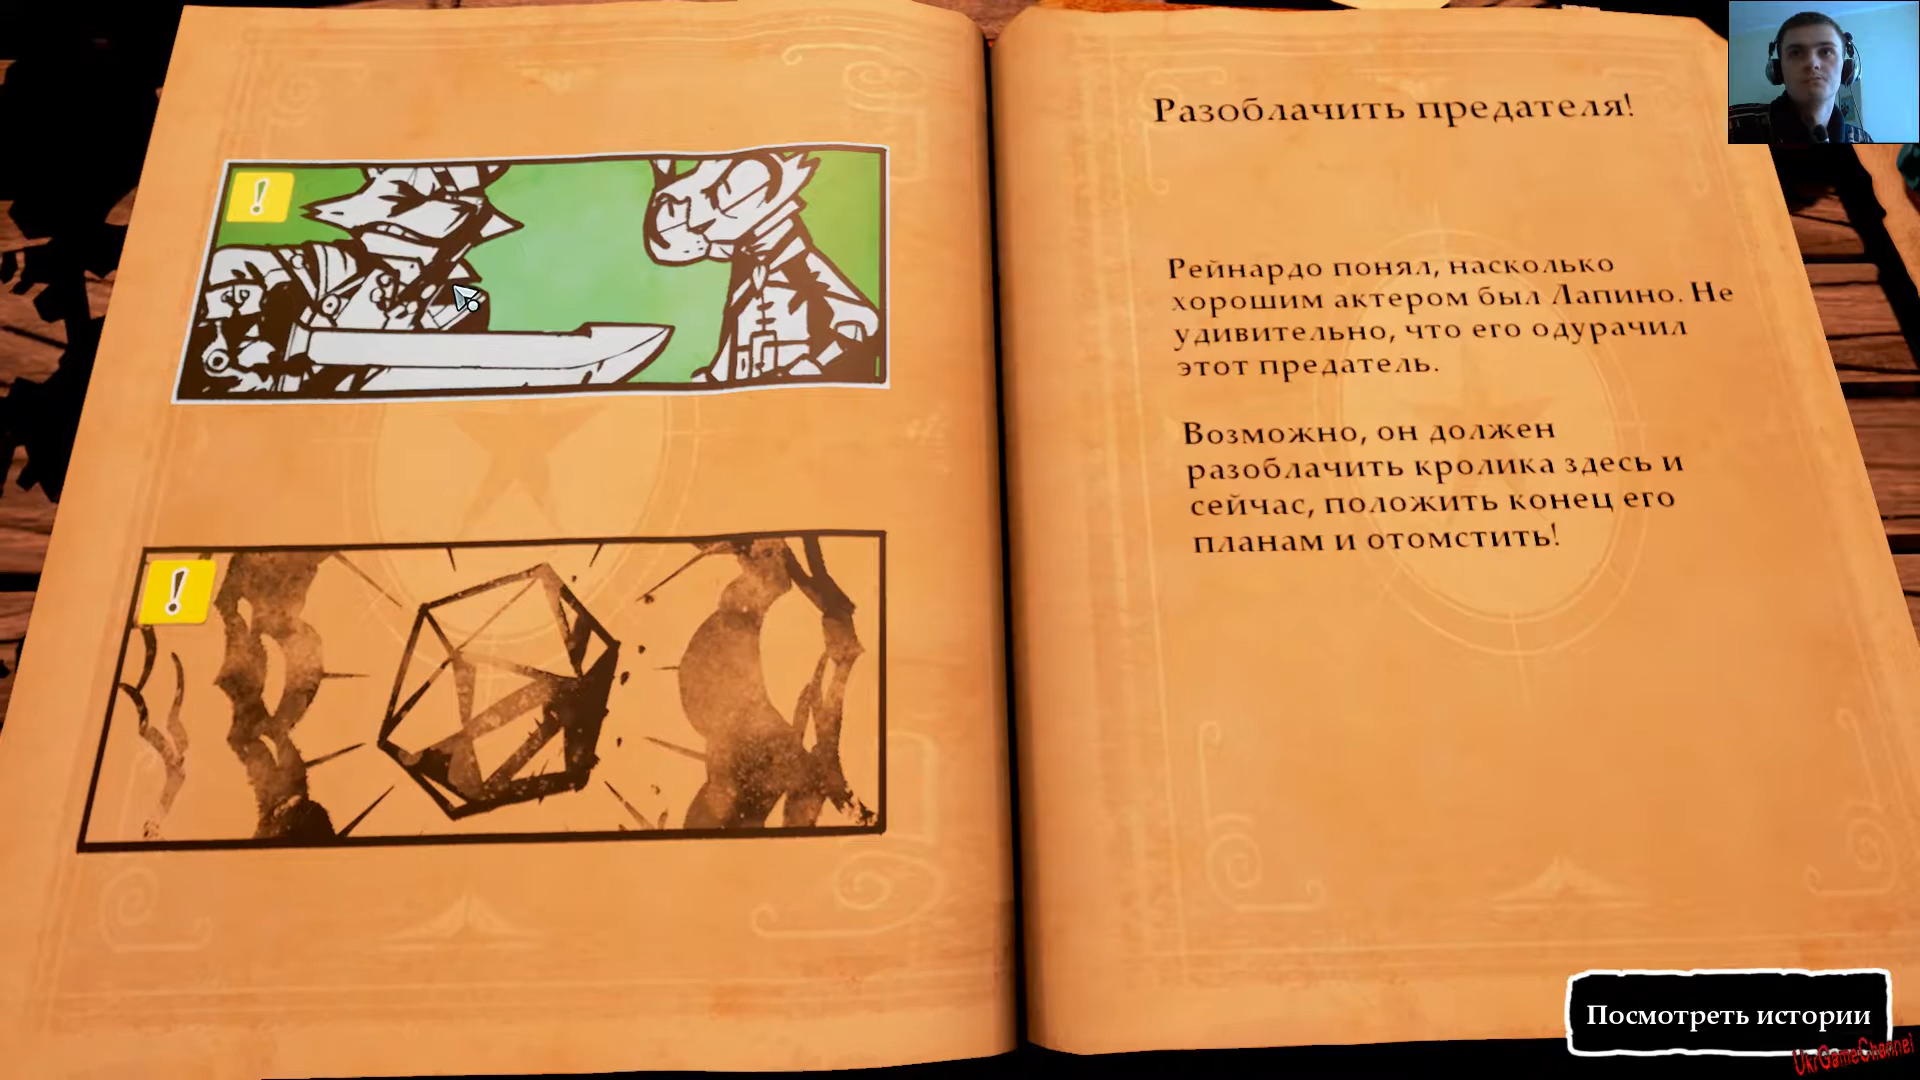 Разоблачить предателя!
Рейнардо понял, насколько
хорошим актером был Лапино. Не
удивительно, что его одурачил
этот предатель.
Возможно, он должен
разоблачить кролика здесь и
сейчас, положить конец его
планам и отомстить!
Посмотреть истории
UkrGameChannel